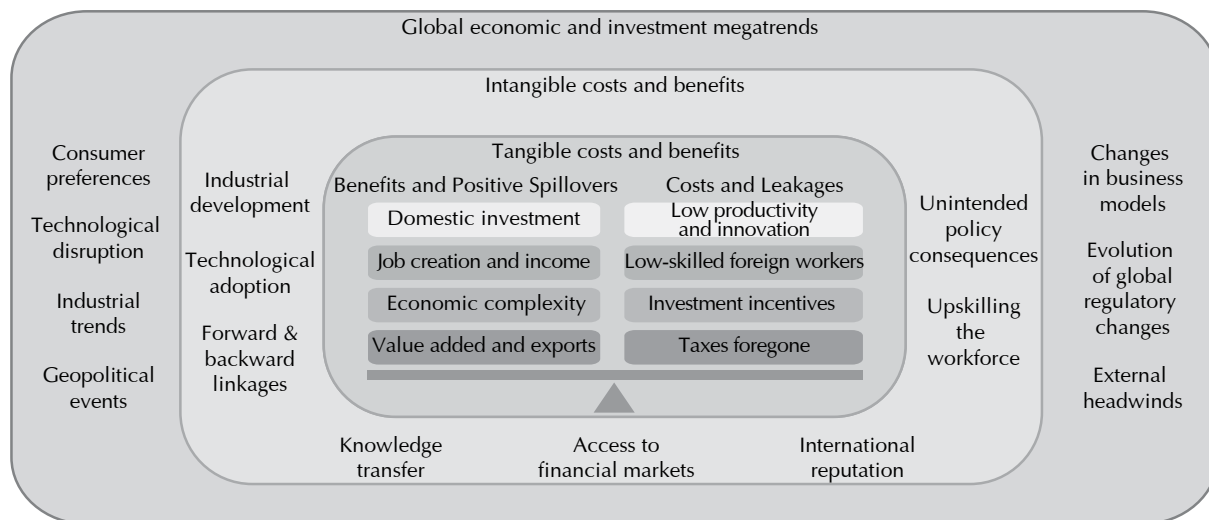 Global economic and investment megatrends
Intangible costs and benefits
Tangible costs and benefits
Consumer
preferences
Technological
disruption
Industrial
trends
Geopolitical
events
Industrial
development
Technological
adoption
Forward &
backward
linkages
Benefits and Positive Spillovers
Domestic investment
Job creation and income
Economic complexity
Value added and exports
Costs and Leakages
Low productivity
and innovation
Low-skilled foreign workers
Investment incentives
Taxes foregone
Unintended
policy
consequences
Upskilling
the
workforce
Changes
in business
models
Evolution
of global
regulatory
changes
External
headwinds
Knowledge
transfer
Access to
financial markets
International
reputation